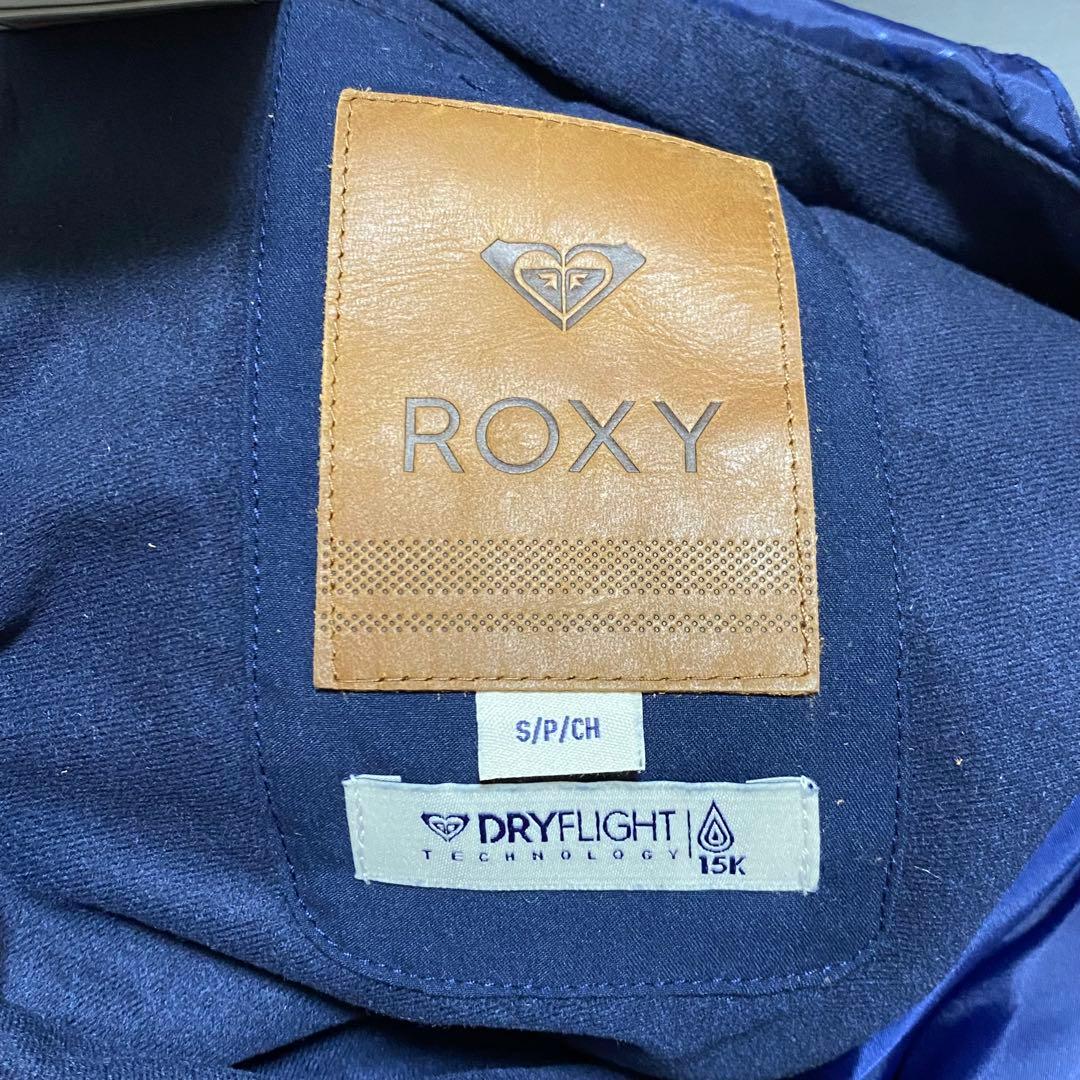 ROXY
S/P/CH
DRYFLIGHT
TECHNOLOGY
15K